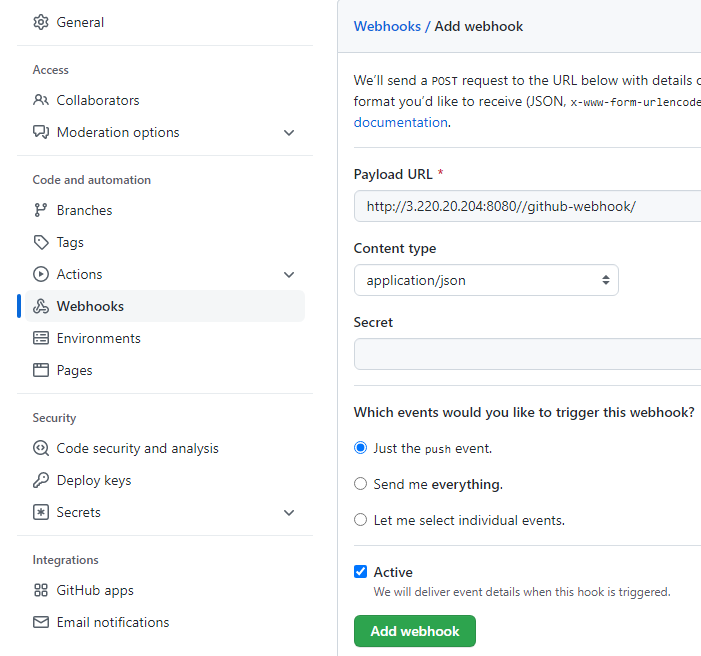 General
Access
Collaborators
Moderation options
Code and automation
Branches
Tags
Actions
Webhooks
Environments
Pages
Security
Code security and analysis
Deploy keys
Secrets
Integrations
GitHub apps
Email notifications
Webhooks / Add webhook
We'll send a POST request to the URL below with details
format you'd like to receive (JSON, x-www-form-urlencode
documentation.
Payload URL *
http://3.220.20.204:8080//github-webhook/
Content type
application/json
Secret
Which events would you like to trigger this webhook?
Just the push event.
Send me everything.
Let me select individual events.
Active
We will deliver event details when this hook is triggered.
Add webhook